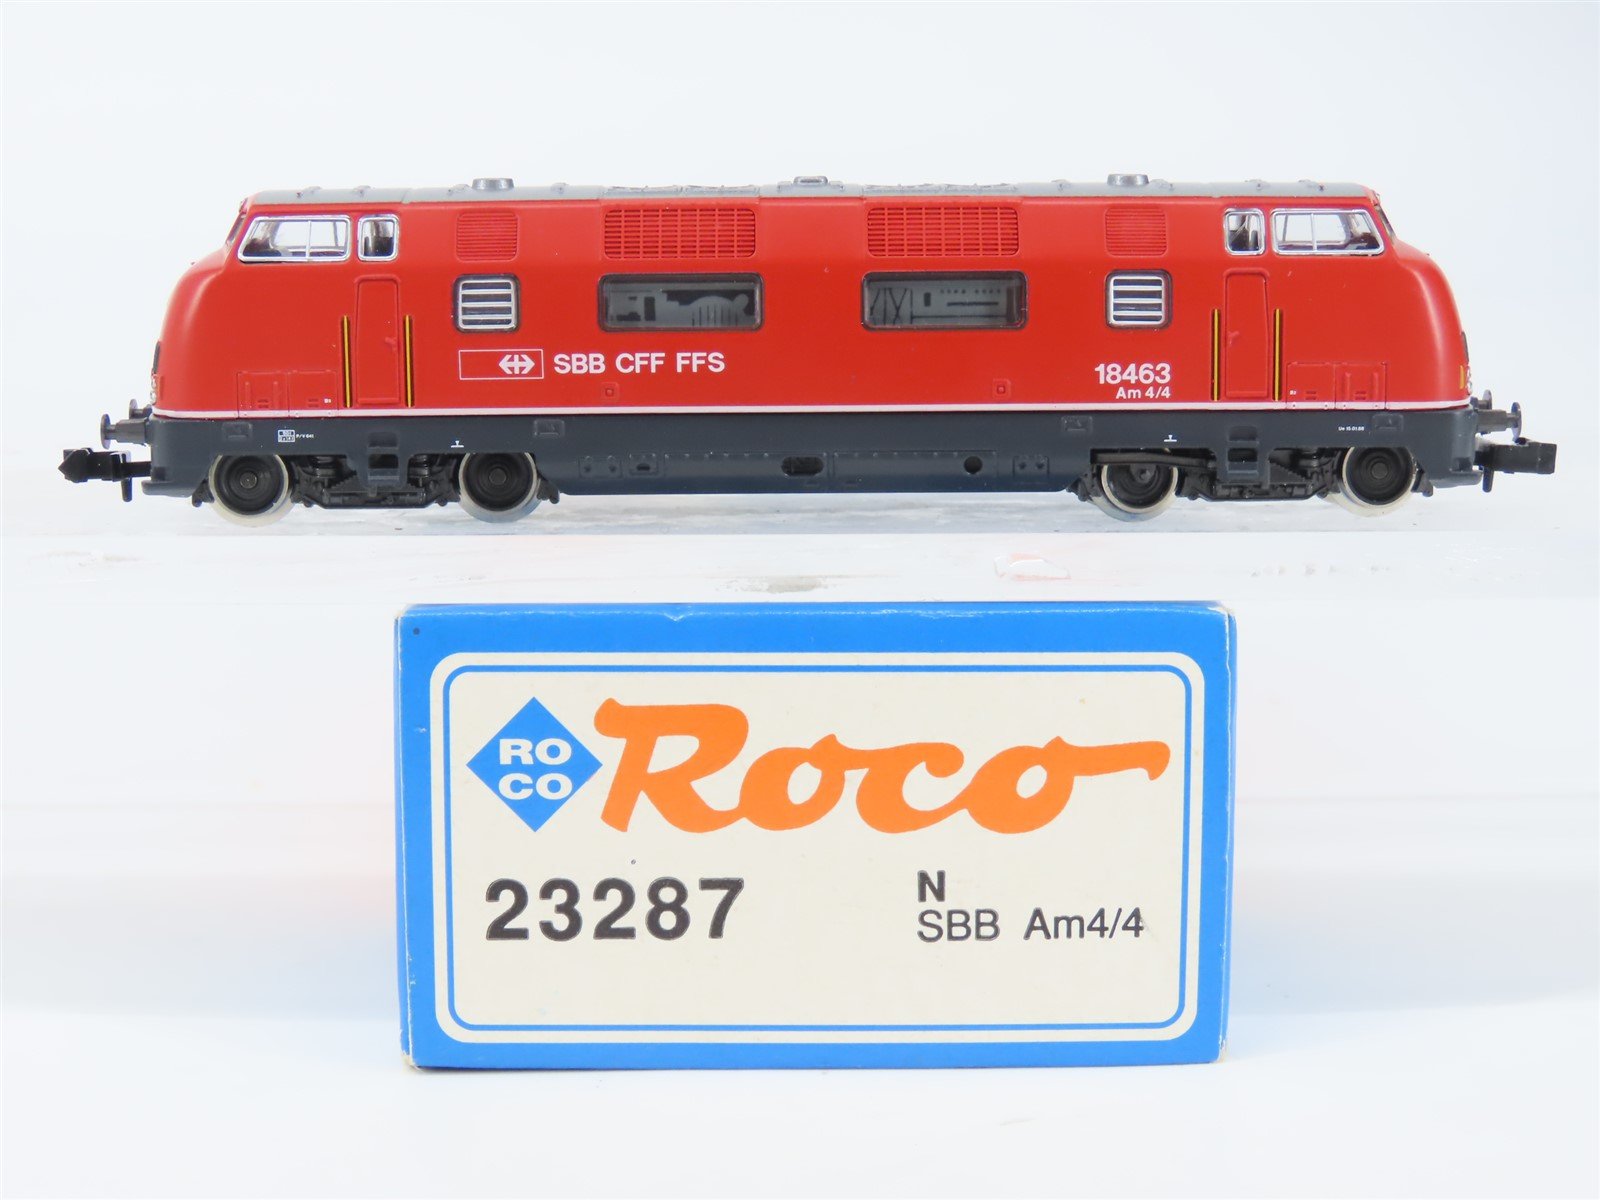 SBB CFF FFS
18463
Am 4/4
RO
CO
Roco
23287
N
SBB Am4/4